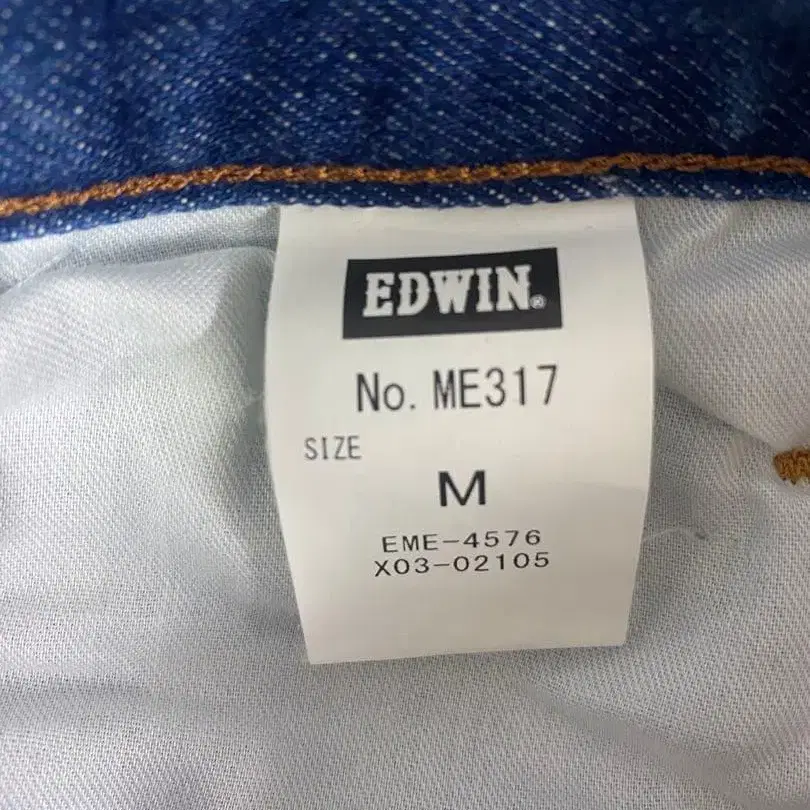 EDWIN®
No. ME317
SIZE
M
EME-4576
X03-02105